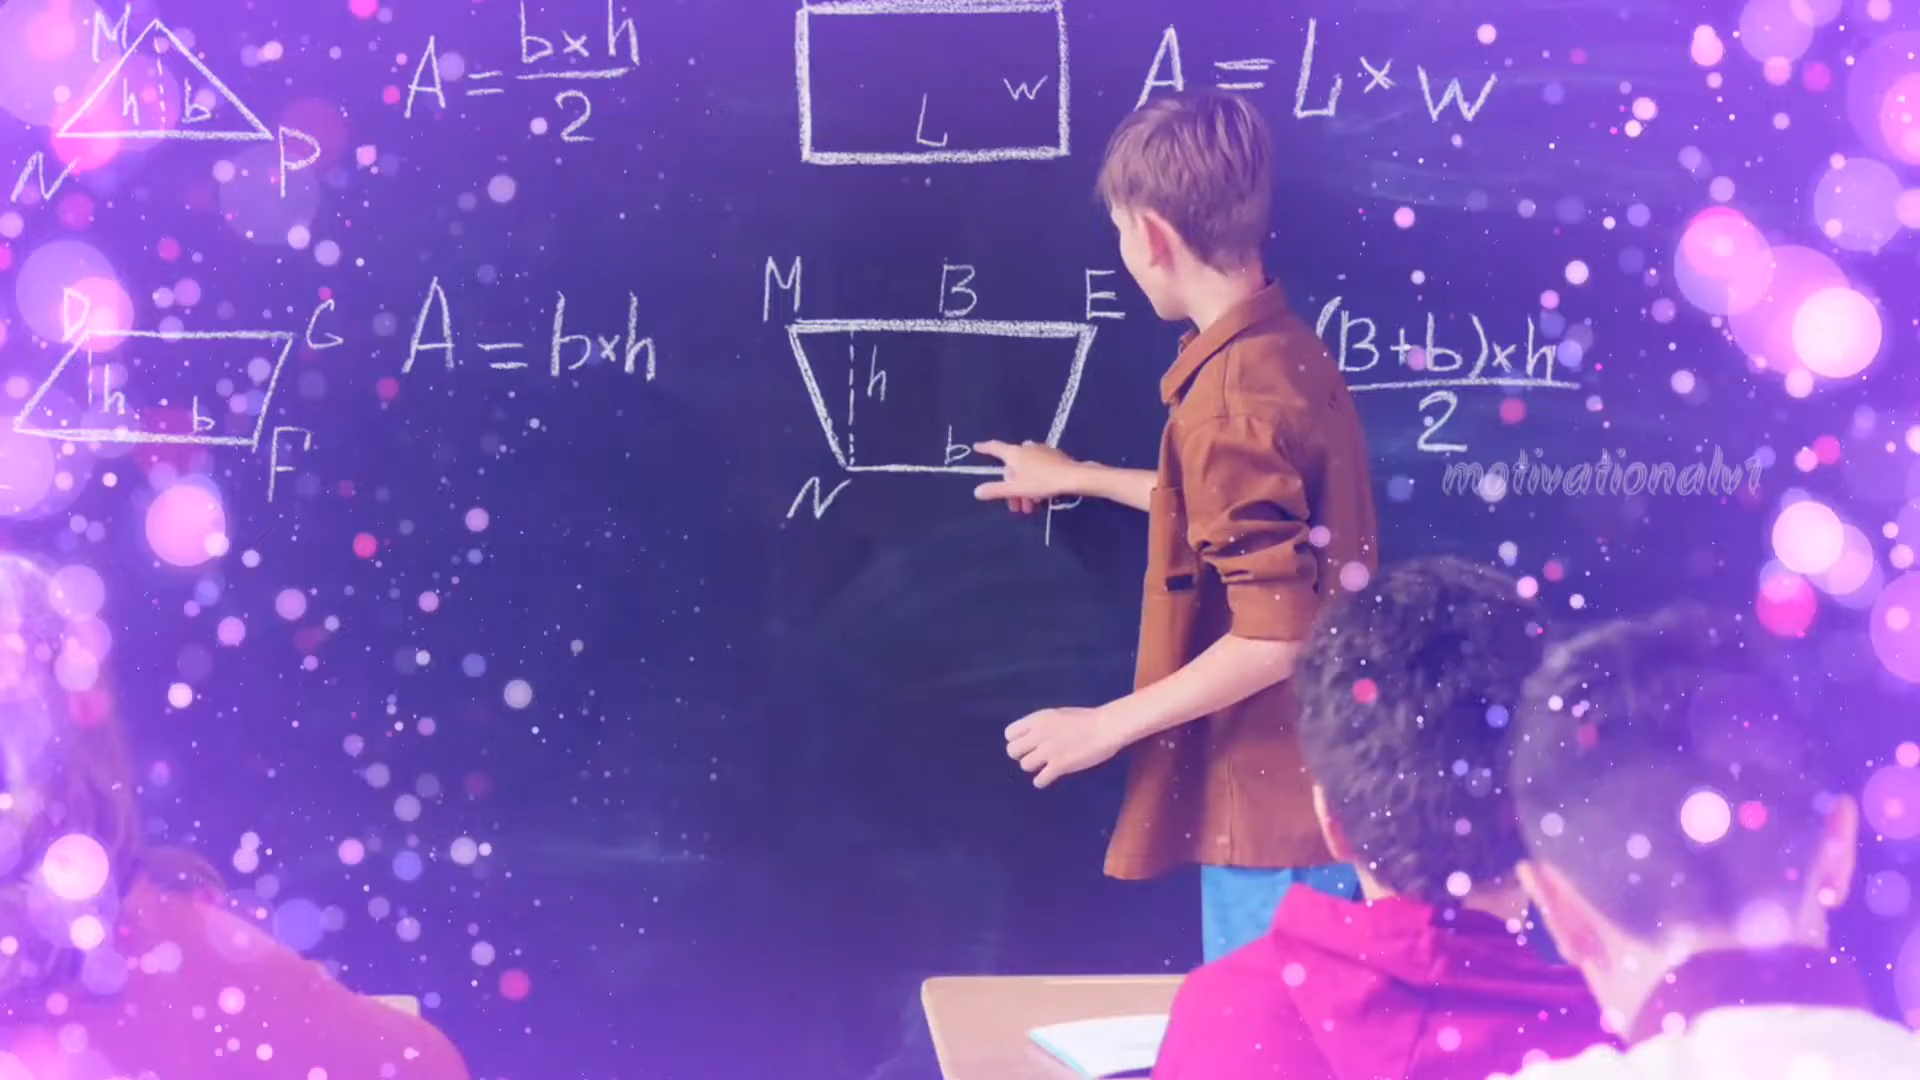 M
h b
N P
A = b×h
2
L w
A = L×w
D G
h b
F
A = b×h
M B E
h
b
N P
(B+b)×h
2
motivationalv1